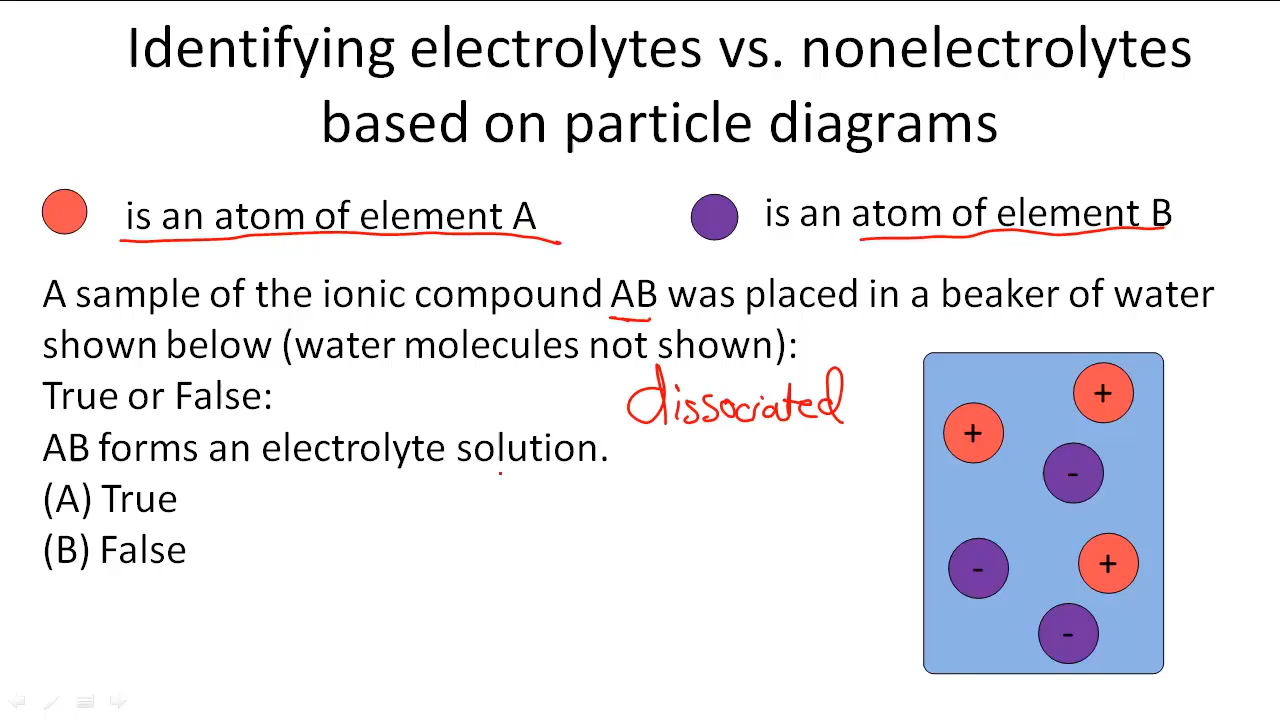 Identifying electrolytes vs. nonelectrolytes
based on particle diagrams
is an atom of element A
is an atom of element B
A sample of the ionic compound AB was placed in a beaker of water
shown below (water molecules not shown):
True or False:
dissociated
AB forms an electrolyte solution.
(A) True
(B) False
+
+
-
-
+
-